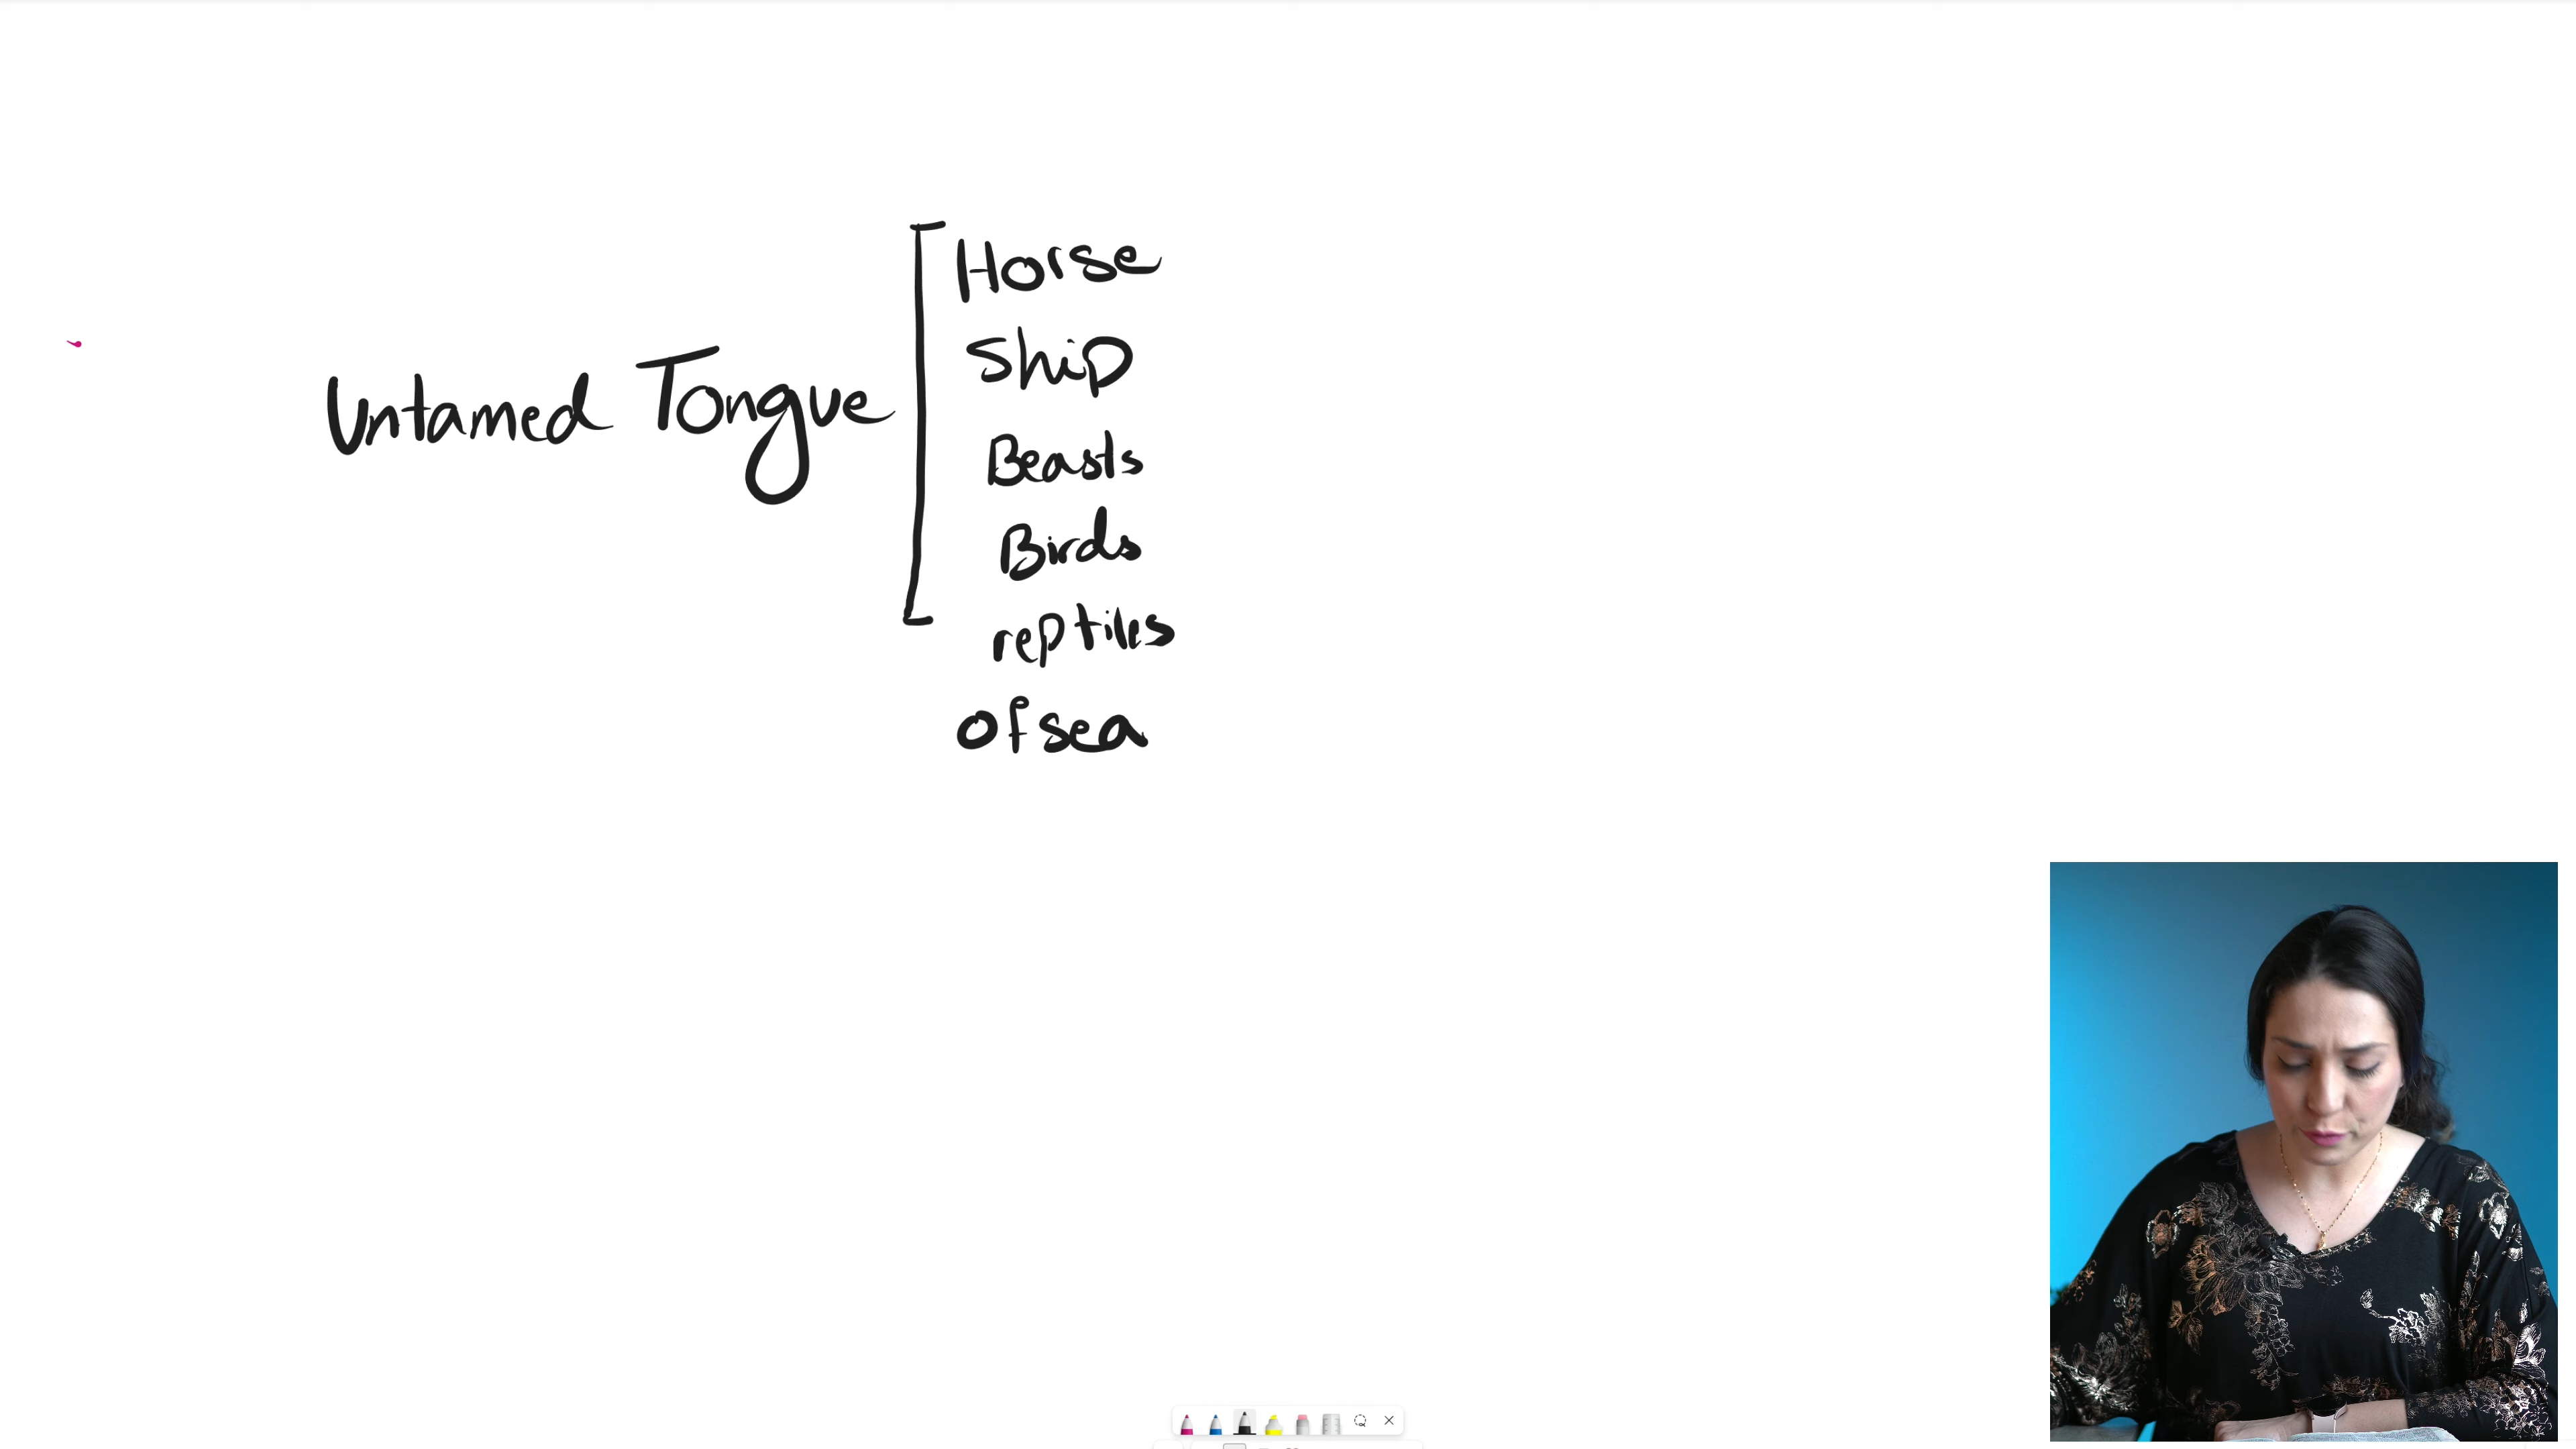 Untamed Tongue
Horse
Ship
Beasts
Birds
reptiles
of sea